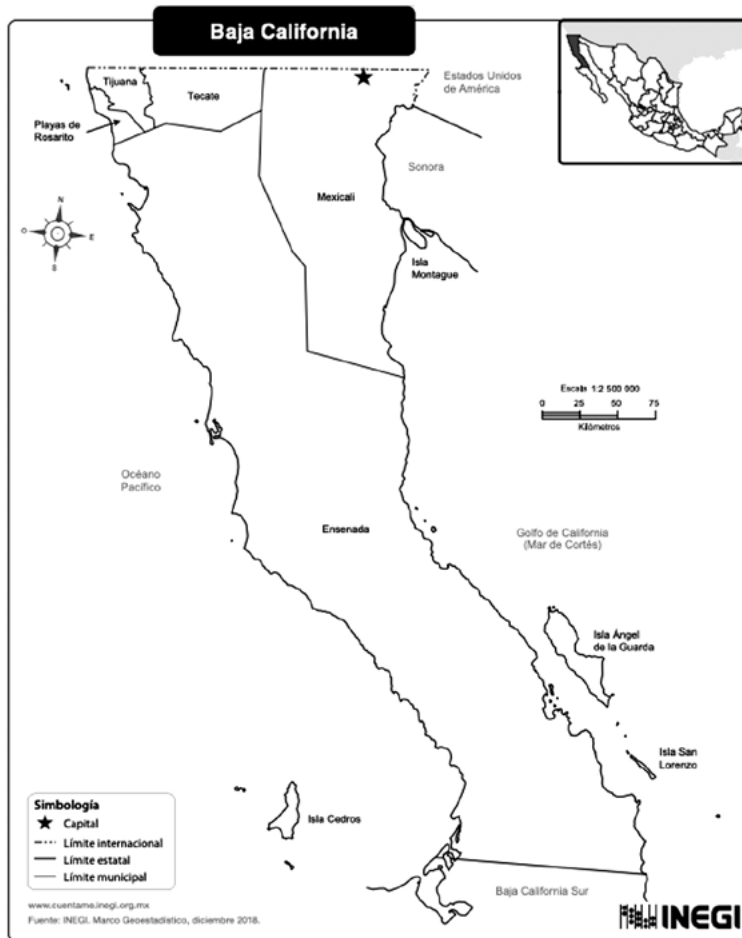 Baja California
Tijuana
Tecate
Estados Unidos
de América
Playas de
Rosarito
Sonora
Mexicali
N
O
E
S
Isla
Montague
Escala 1:2 500 000
0 25 50 75
Kilómetros
Océano
Pacífico
Ensenada
Golfo de California
(Mar de Cortés)
Isla Ángel
de la Guarda
Isla San
Lorenzo
Isla Cedros
Simbología
Capital
Límite internacional
Límite estatal
Límite municipal
Baja California Sur
www.cuentame.inegi.org.mx
Fuente: INEGI. Marco Geoestadístico, diciembre 2018.
INEGI